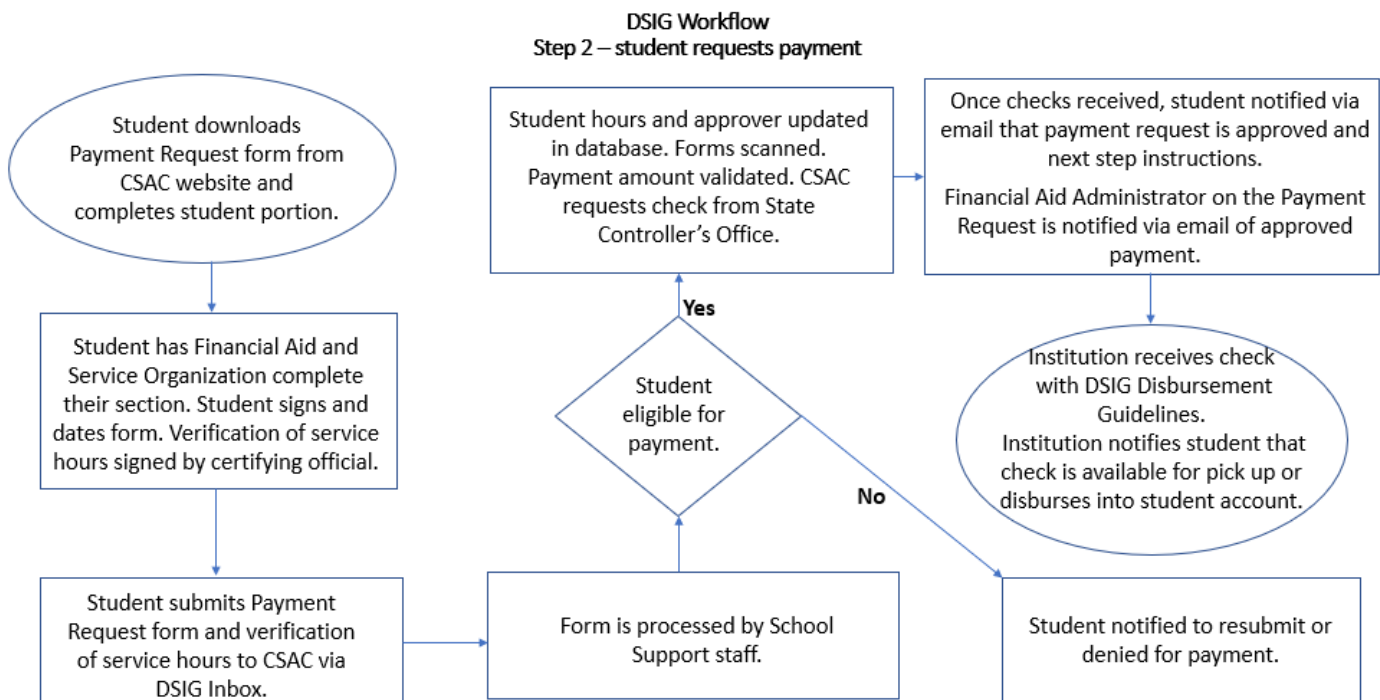 DSIG Workflow
Step 2 – student requests payment
Student downloads
Payment Request form from
CSAC website and
completes student portion.
Student has Financial Aid and
Service Organization complete
their section. Student signs and
dates form. Verification of service
hours signed by certifying official.
Student submits Payment
Request form and verification
of service hours to CSAC via
DSIG Inbox.
Form is processed by School
Support staff.
Student
eligible for
payment.
Yes
No
Student hours and approver updated
in database. Forms scanned.
Payment amount validated. CSAC
requests check from State
Controller’s Office.
Once checks received, student notified via
email that payment request is approved and
next step instructions.
Financial Aid Administrator on the Payment
Request is notified via email of approved
payment.
Institution receives check
with DSIG Disbursement
Guidelines.
Institution notifies student that
check is available for pick up or
disburses into student account.
Student notified to resubmit or
denied for payment.